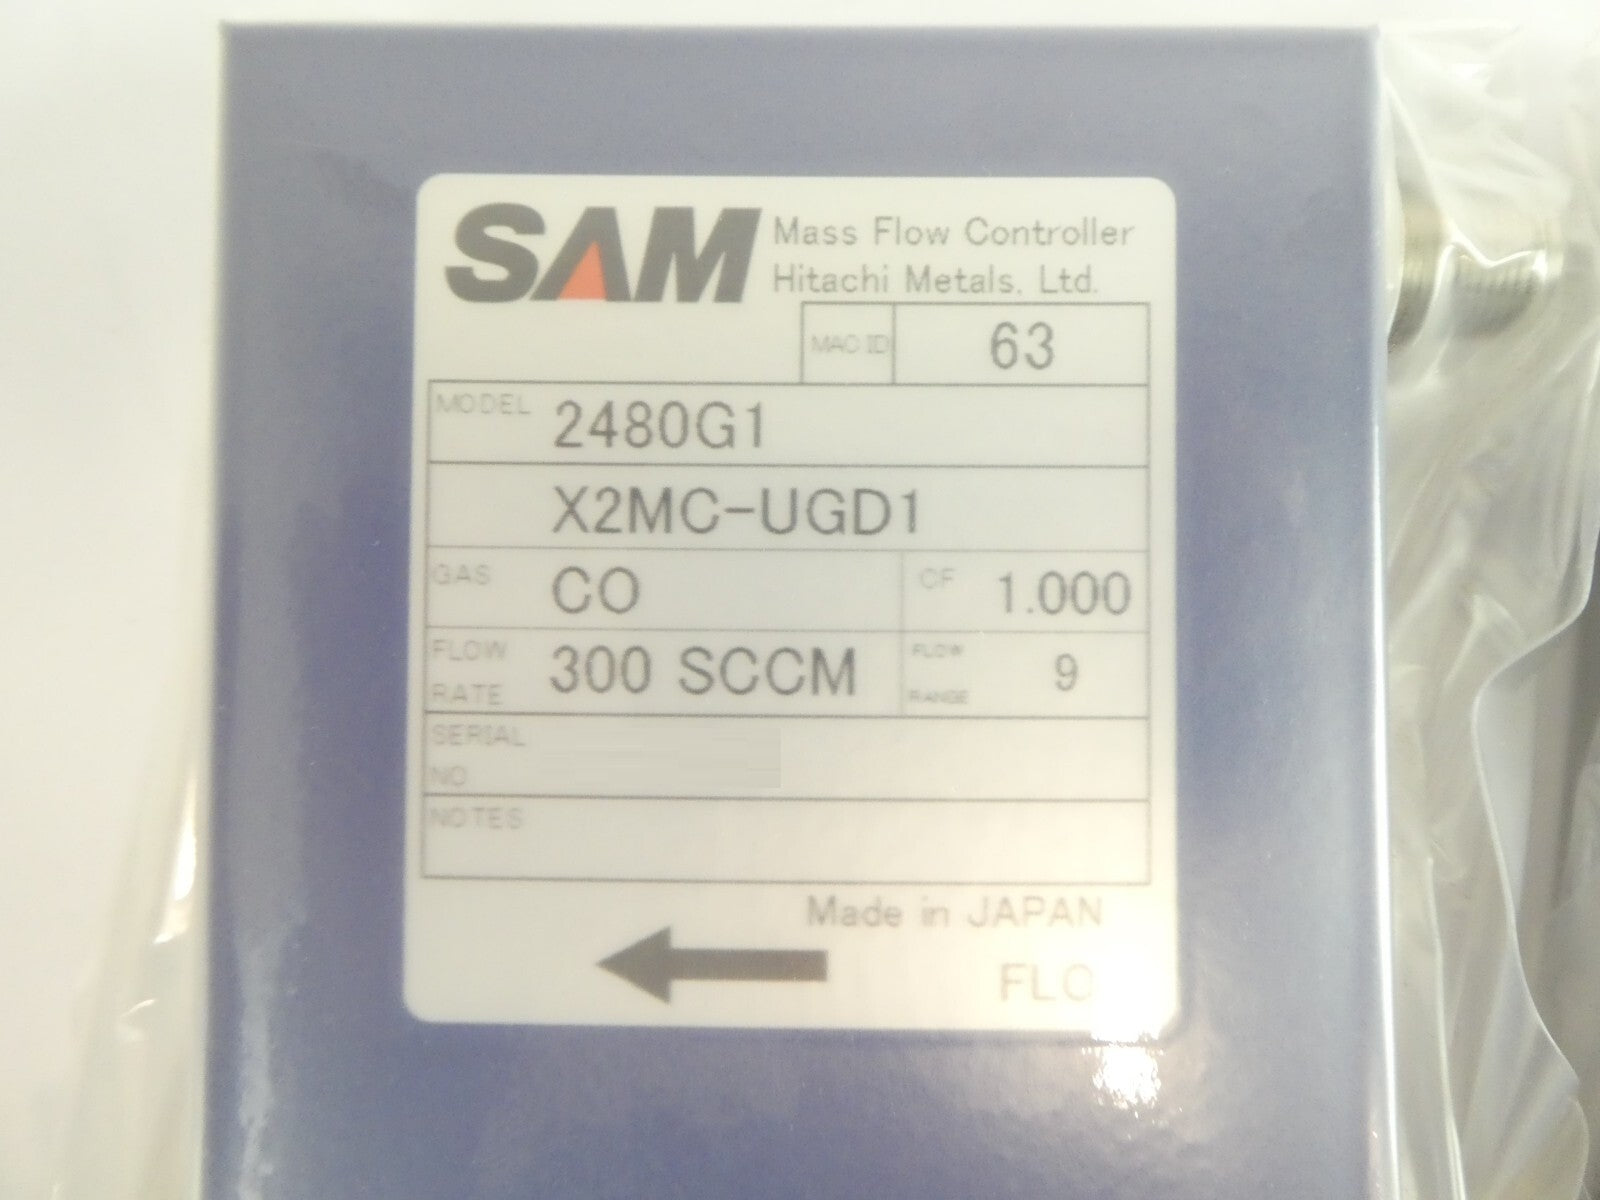 SAM Mass Flow Controller
Hitachi Metals, Ltd.
MAC ID 63
MODEL 2480G1
X2MC-UGD1
GAS CO CF 1.000
FLOW RATE 300 SCCM FLOW RANGE 9
SERIAL NO
NOTES
Made in JAPAN